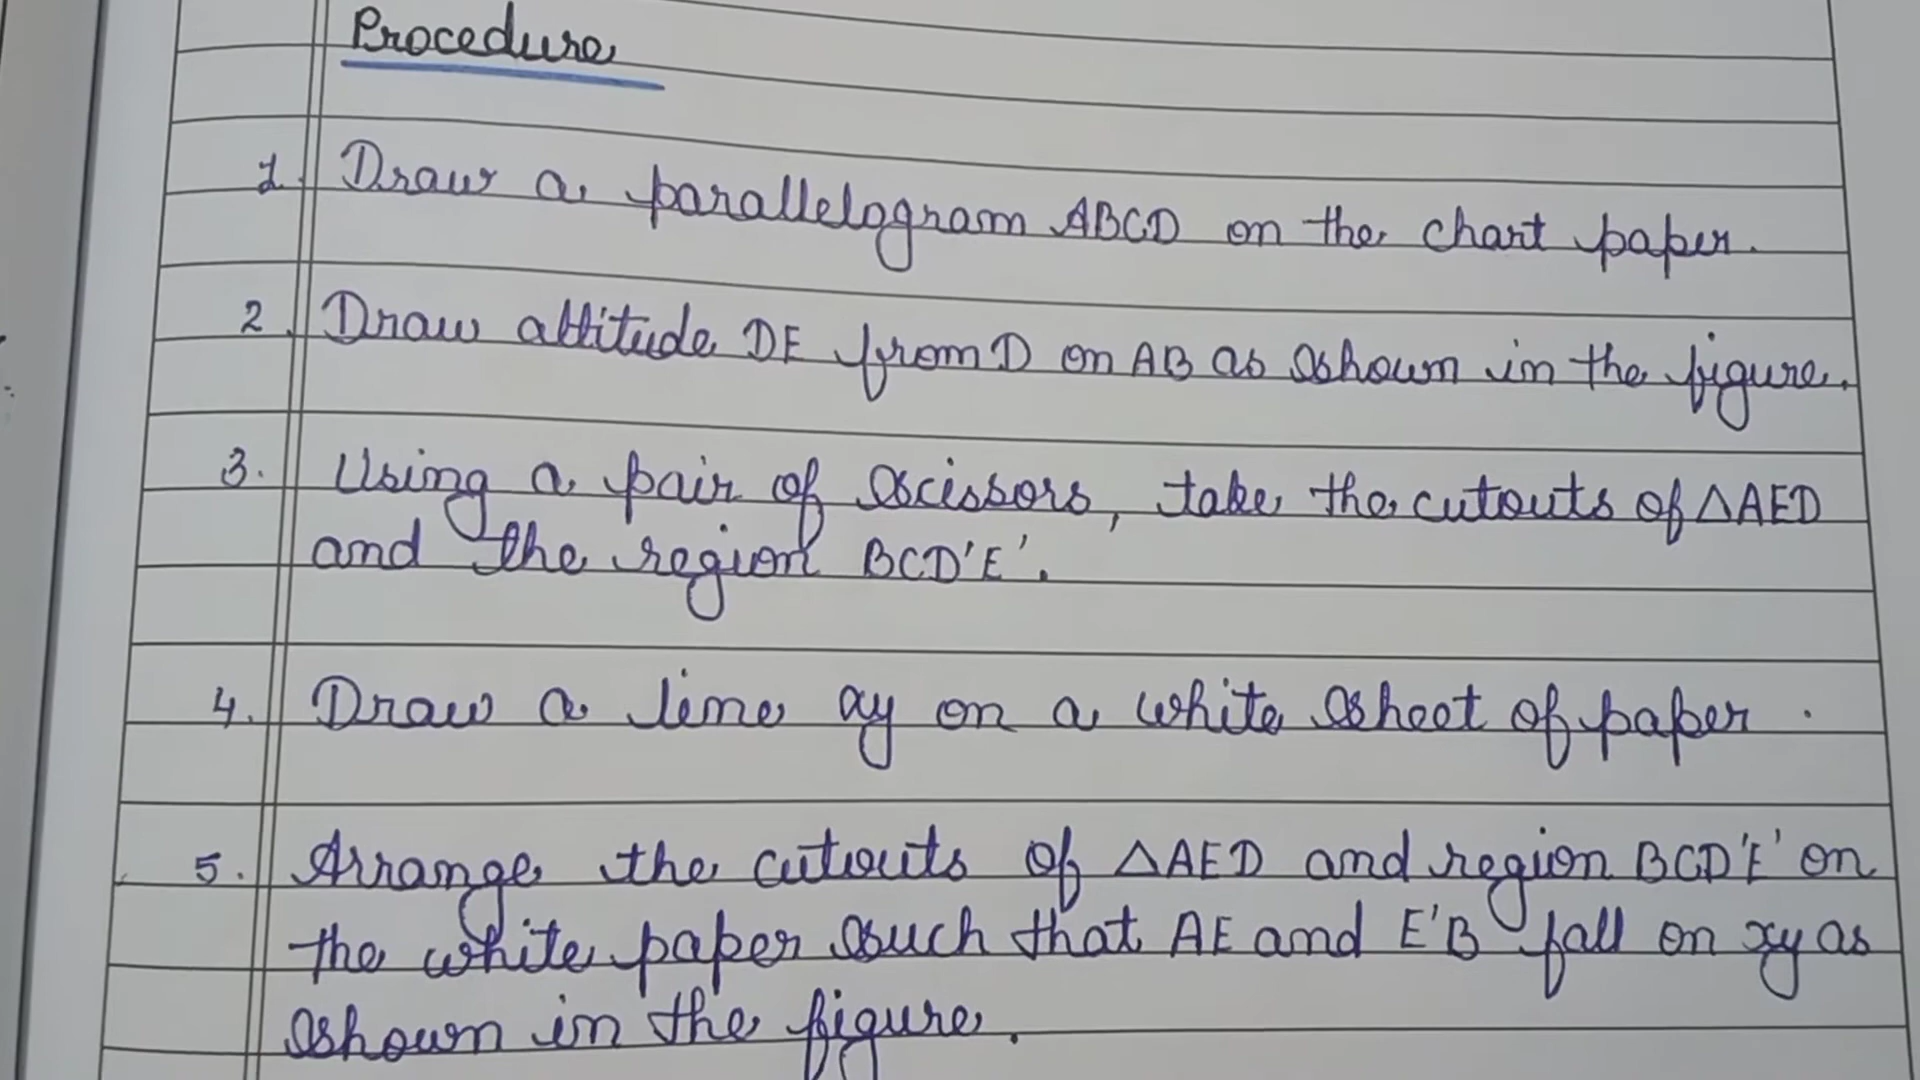 Procedure
1. Draw a parallelogram ABCD on the chart paper.
2. Draw altitude DE from D on AB as shown in the figure.
3. Using a pair of scissors, take the cutouts of △AED
and the region BCD'E'.
4. Draw a line xy on a white sheet of paper.
5. Arrange the cutouts of △AED and region BCD'E' on
the white paper such that AE and E'B fall on xy as
shown in the figure.